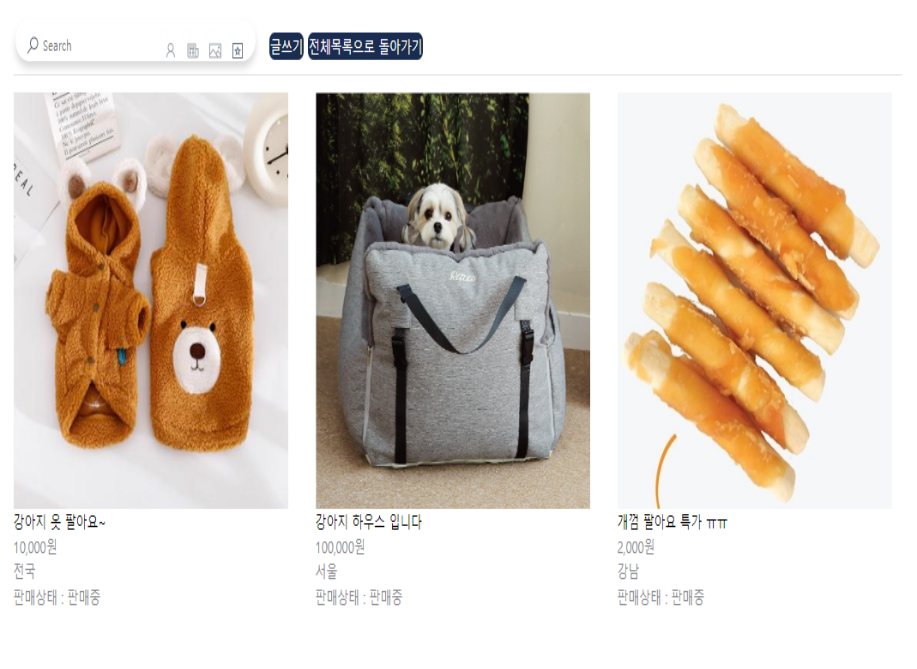 Search
글쓰기 전체목록으로 돌아가기
강아지 옷 팔아요~
10,000원
전국
판매상태 : 판매중
강아지 하우스 입니다
100,000원
서울
판매상태 : 판매중
개껌 팔아요 특가 ㅠㅠ
2,000원
강남
판매상태 : 판매중